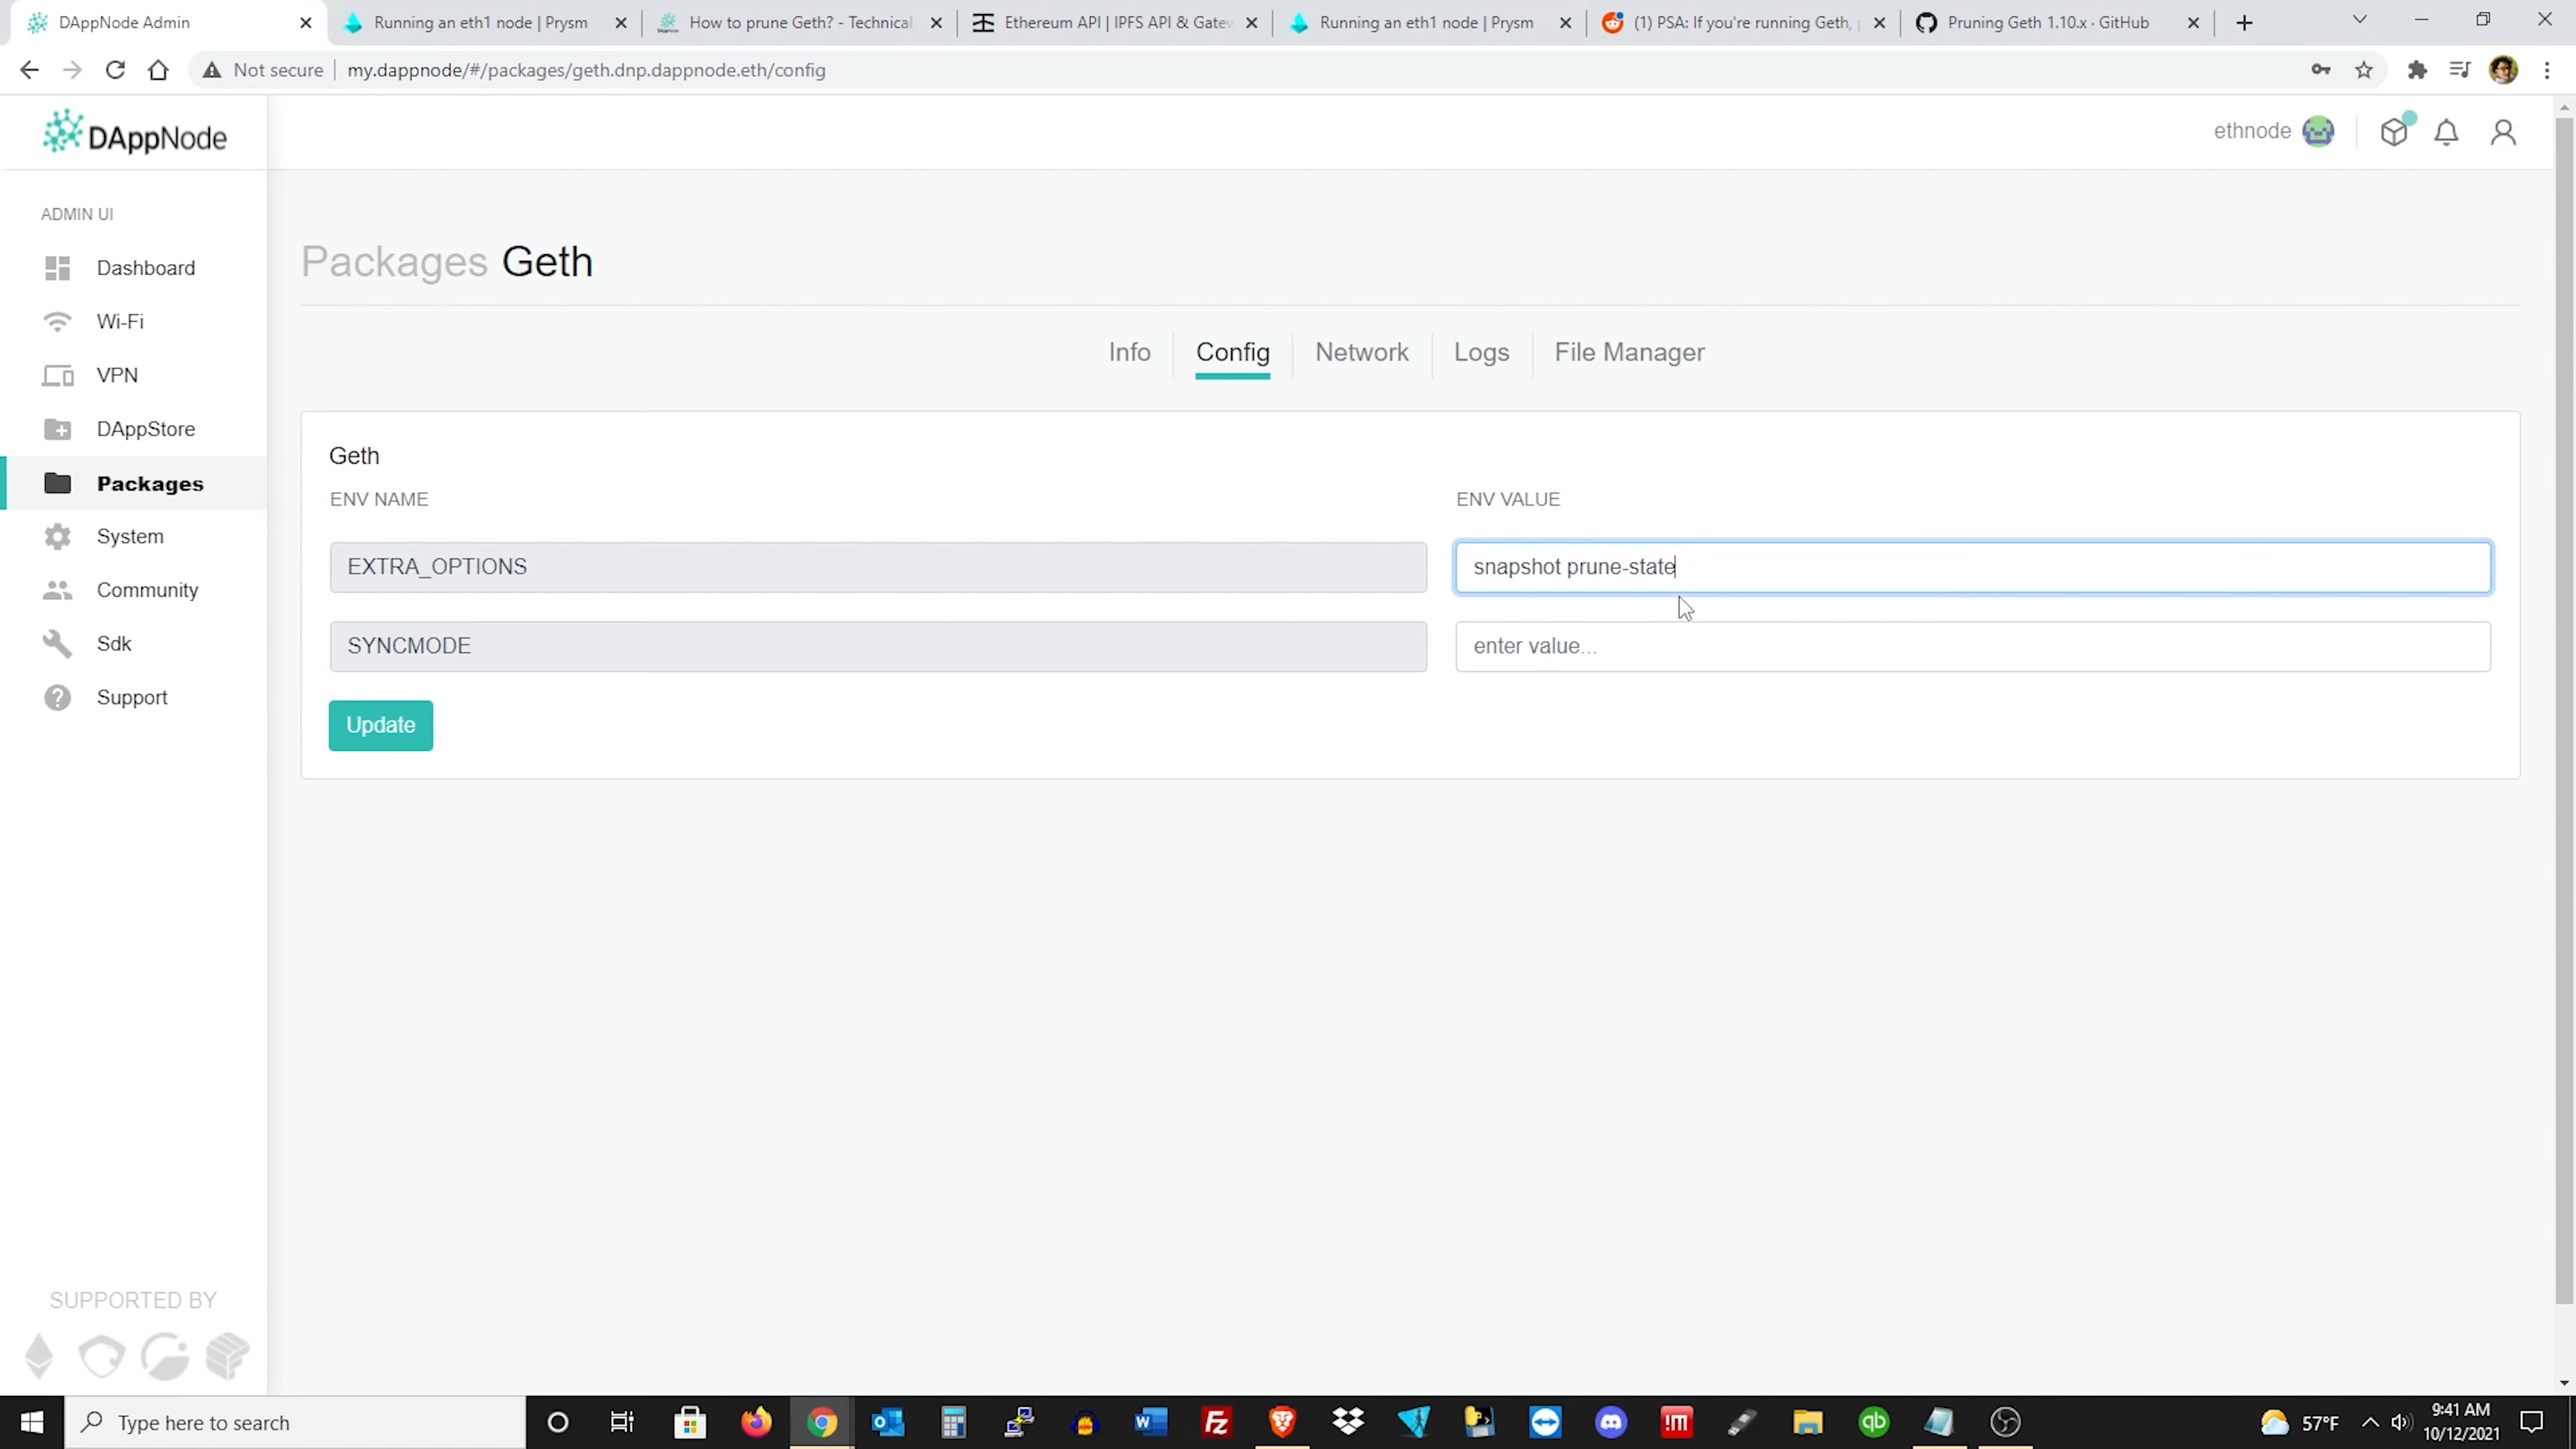 DAppNode Admin
Running an eth1 node | Prysm
How to prune Geth? - Technical
Ethereum API | IPFS API & Gatew
Running an eth1 node | Prysm
(1) PSA: If you're running Geth, p
Pruning Geth 1.10.x · GitHub
Not secure
my.dappnode/#/packages/geth.dnp.dappnode.eth/config
DAppNode
ethnode
ADMIN UI
Dashboard
Wi-Fi
VPN
DAppStore
Packages
System
Community
Sdk
Support
SUPPORTED BY
Packages Geth
Info
Config
Network
Logs
File Manager
Geth
ENV NAME
ENV VALUE
EXTRA_OPTIONS
snapshot prune-state
SYNCMODE
enter value...
Update
Type here to search
57°F
9:41 AM
10/12/2021